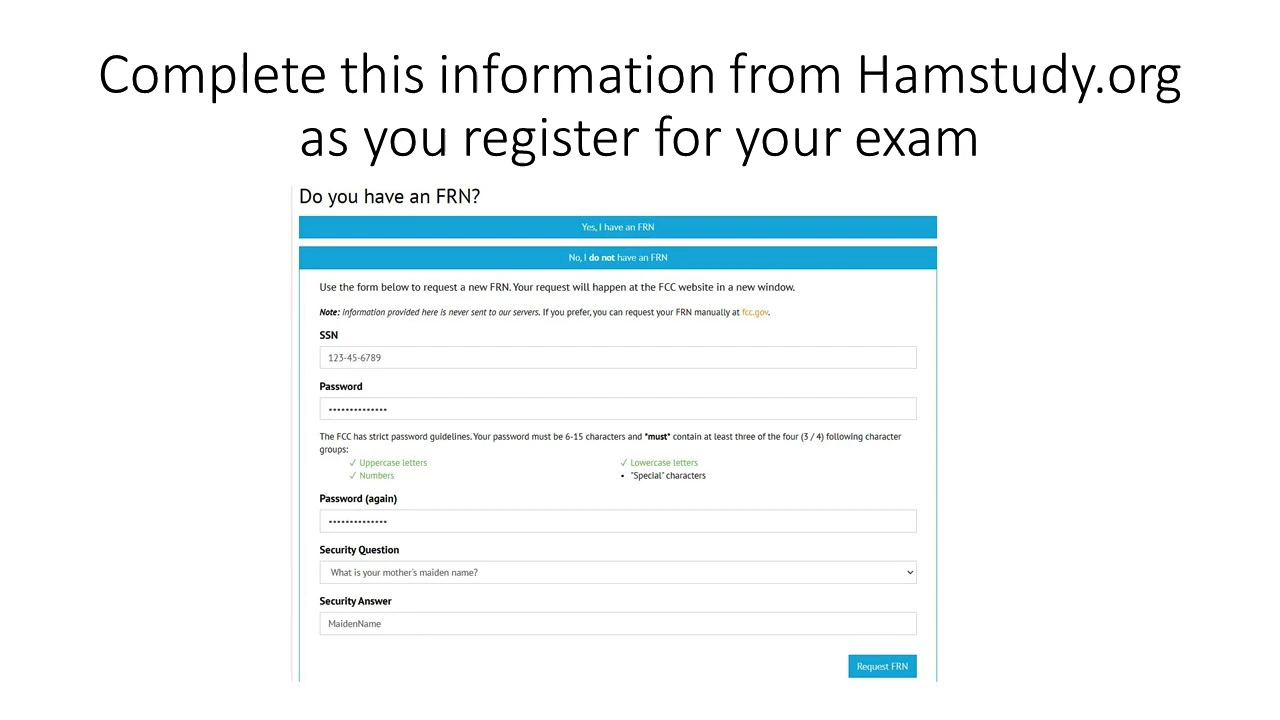 Complete this information from Hamstudy.org
as you register for your exam
Do you have an FRN?
Yes, I have an FRN
No, I do not have an FRN
Use the form below to request a new FRN. Your request will happen at the FCC website in a new window.
Note: Information provided here is never sent to our servers. If you prefer, you can request your FRN manually at fcc.gov.
SSN
123-45-6789
Password
••••••••••••••
The FCC has strict password guidelines. Your password must be 6-15 characters and *must* contain at least three of the four (3 / 4) following character
groups:
✓ Uppercase letters ✓ Lowercase letters
✓ Numbers • "Special" characters
Password (again)
••••••••••••••
Security Question
What is your mother's maiden name?
Security Answer
MaidenName
Request FRN